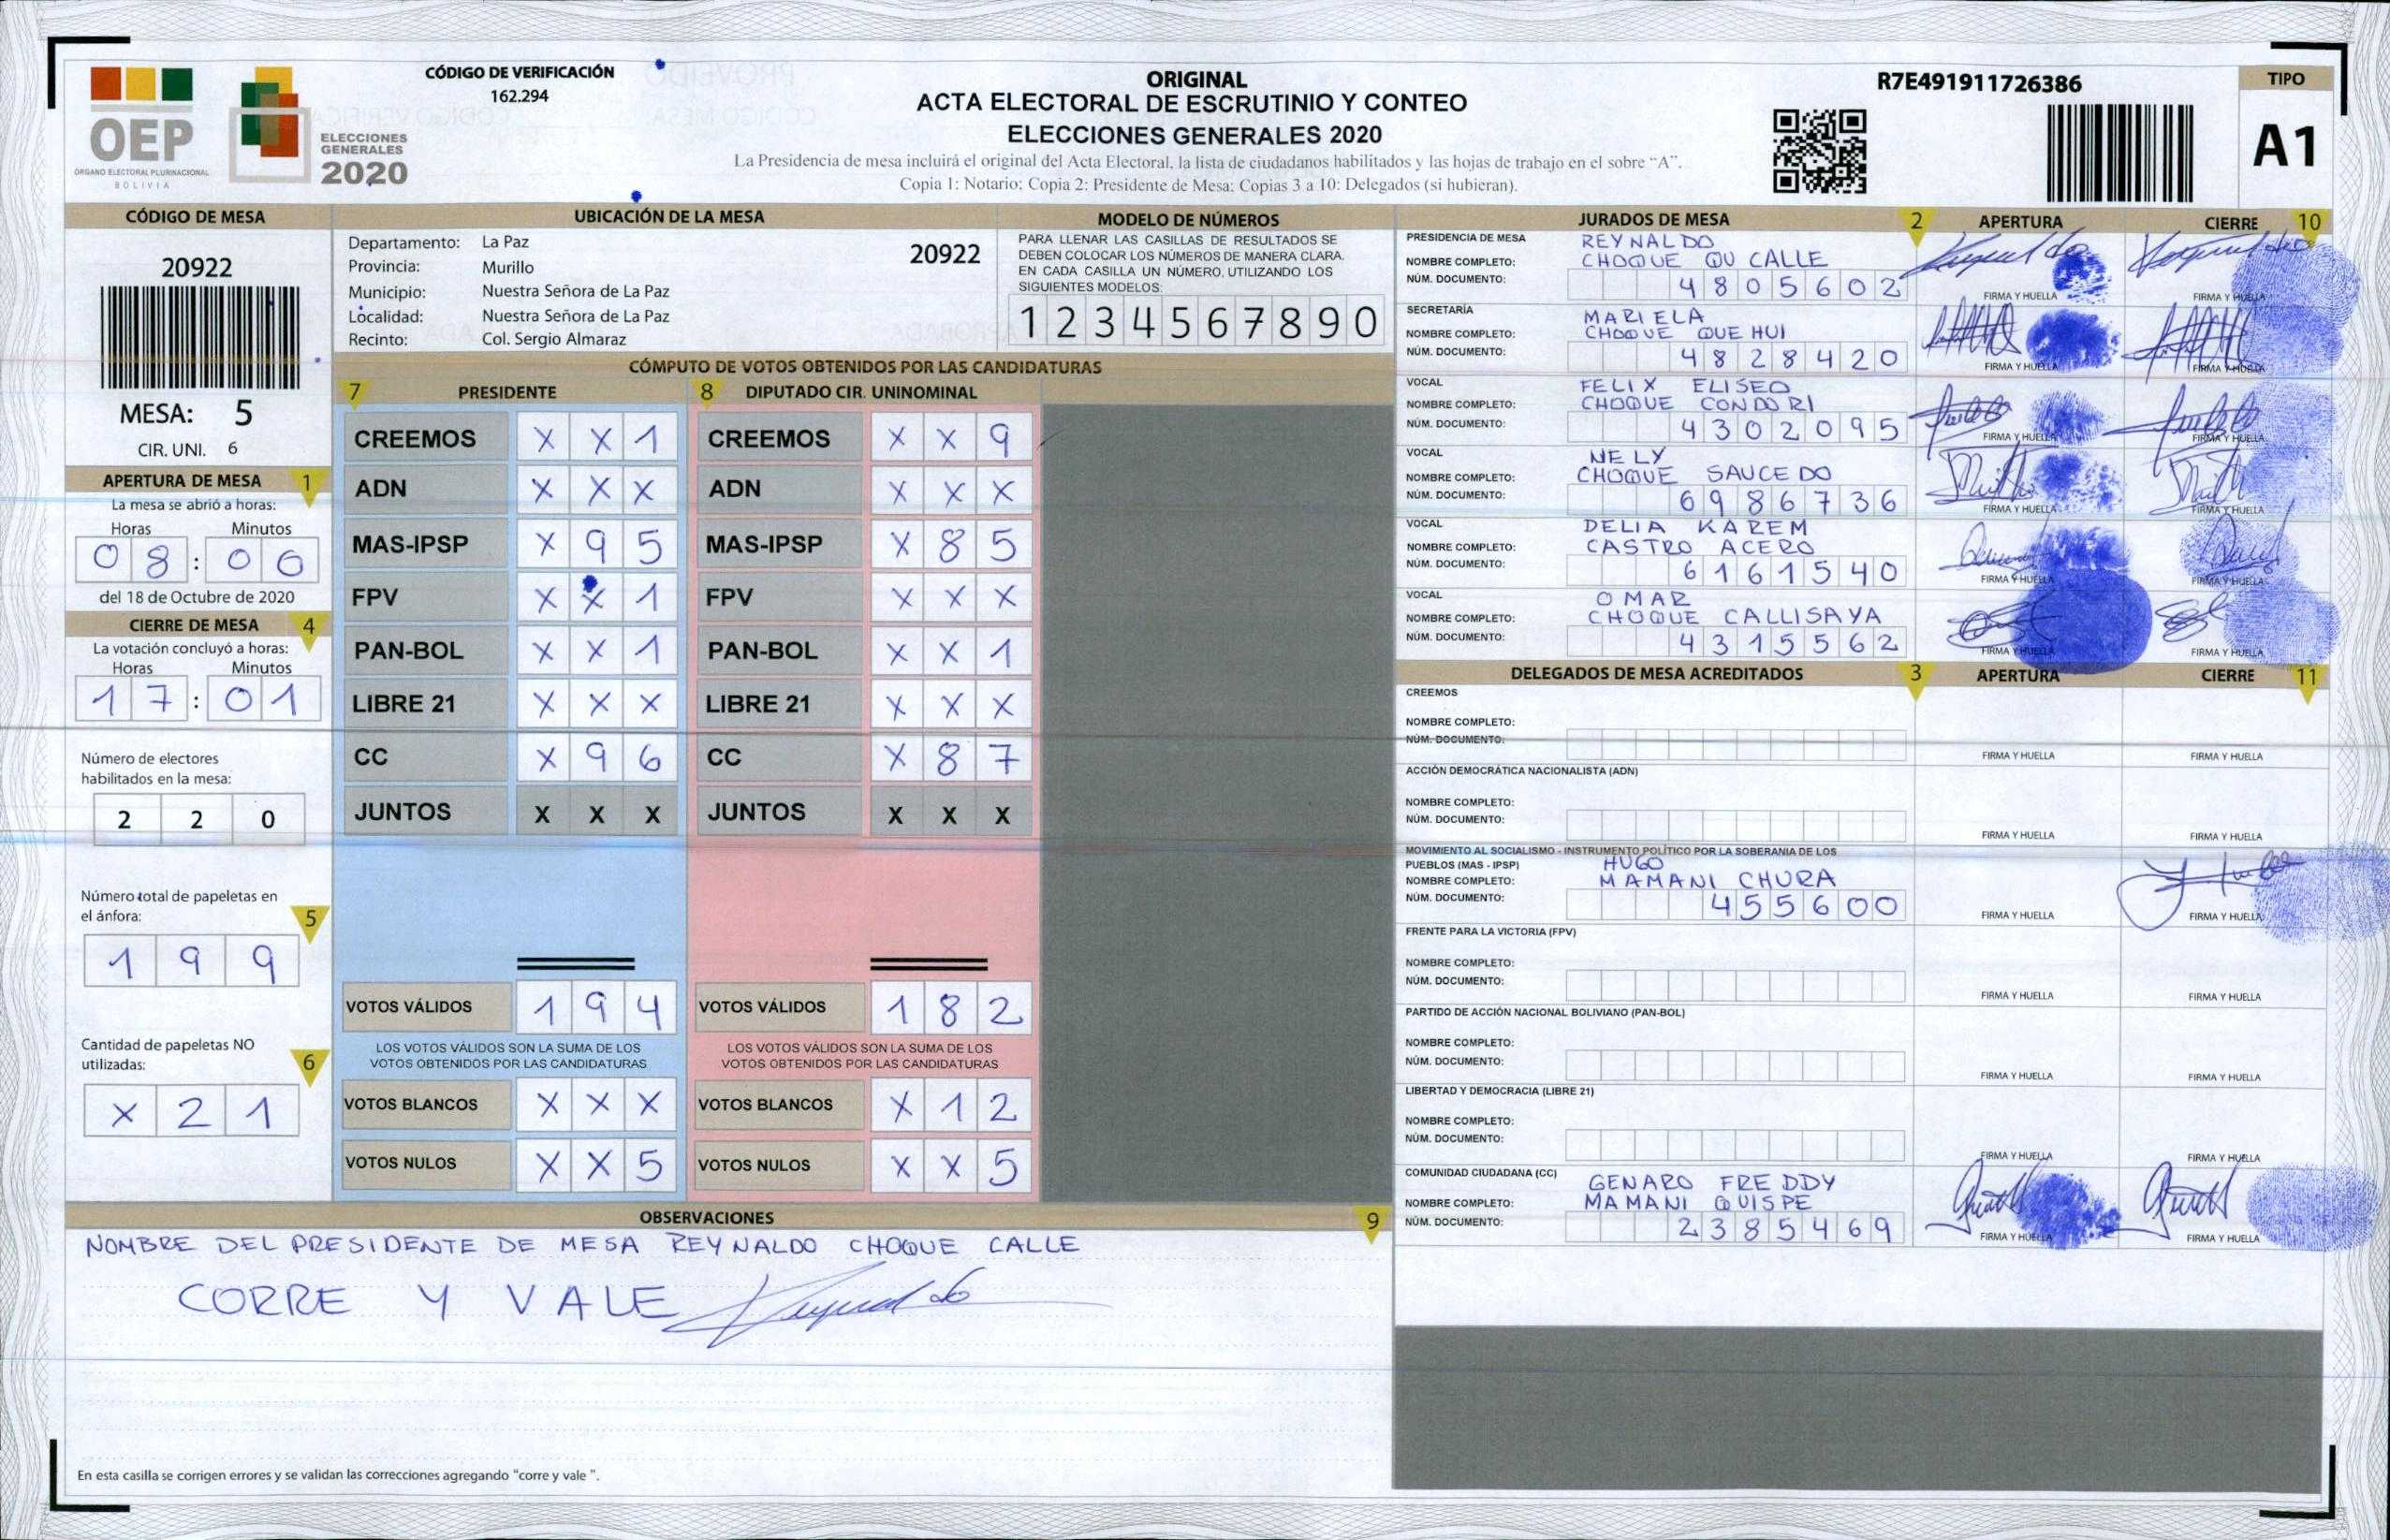 CÓDIGO DE VERIFICACIÓN
162.294
OEP
ÓRGANO ELECTORAL PLURINACIONAL
BOLIVIA
ELECCIONES
GENERALES
2020
ORIGINAL
ACTA ELECTORAL DE ESCRUTINIO Y CONTEO
ELECCIONES GENERALES 2020
La Presidencia de mesa incluirá el original del Acta Electoral, la lista de ciudadanos habilitados y las hojas de trabajo en el sobre “A”.
Copia 1: Notario; Copia 2: Presidente de Mesa; Copias 3 a 10: Delegados (si hubieran).
R7E491911726386
TIPO
A1
CÓDIGO DE MESA
20922
MESA: 5
CIR. UNI. 6
APERTURA DE MESA 1
La mesa se abrió a horas:
Horas Minutos
08:06
del 18 de Octubre de 2020
CIERRE DE MESA 4
La votación concluyó a horas:
Horas Minutos
17:01
Número de electores
habilitados en la mesa:
2 2 0
Número total de papeletas en
el ánfora: 5
1 9 9
Cantidad de papeletas NO
utilizadas: 6
X 2 1
UBICACIÓN DE LA MESA
Departamento: La Paz 20922
Provincia: Murillo
Municipio: Nuestra Señora de La Paz
Localidad: Nuestra Señora de La Paz
Recinto: Col. Sergio Almaraz
MODELO DE NÚMEROS
PARA LLENAR LAS CASILLAS DE RESULTADOS SE
DEBEN COLOCAR LOS NÚMEROS DE MANERA CLARA.
EN CADA CASILLA UN NÚMERO, UTILIZANDO LOS
SIGUIENTES MODELOS:
1 2 3 4 5 6 7 8 9 0
CÓMPUTO DE VOTOS OBTENIDOS POR LAS CANDIDATURAS
7 PRESIDENTE 8 DIPUTADO CIR. UNINOMINAL
CREEMOS X X 1 CREEMOS X X 9
ADN X X X ADN X X X
MAS-IPSP X 9 5 MAS-IPSP X 8 5
FPV X X 1 FPV X X X
PAN-BOL X X 1 PAN-BOL X X 1
LIBRE 21 X X X LIBRE 21 X X X
CC X 9 6 CC X 8 7
JUNTOS X X X JUNTOS X X X
VOTOS VÁLIDOS 1 9 4 VOTOS VÁLIDOS 1 8 2
LOS VOTOS VÁLIDOS SON LA SUMA DE LOS LOS VOTOS VÁLIDOS SON LA SUMA DE LOS
VOTOS OBTENIDOS POR LAS CANDIDATURAS VOTOS OBTENIDOS POR LAS CANDIDATURAS
VOTOS BLANCOS X X X VOTOS BLANCOS X 1 2
VOTOS NULOS X X 5 VOTOS NULOS X X 5
OBSERVACIONES 9
NOMBRE DEL PRESIDENTE DE MESA REYNALDO CHOQUE CALLE
CORRE Y VALE
En esta casilla se corrigen errores y se validan las correcciones agregando "corre y vale ".
JURADOS DE MESA 2 APERTURA CIERRE 10
PRESIDENCIA DE MESA REYNALDO
NOMBRE COMPLETO: CHOQUE QU CALLE
NÚM. DOCUMENTO: 4805602
FIRMA Y HUELLA FIRMA Y HUELLA
SECRETARÍA MARIELA
NOMBRE COMPLETO: CHOQUE QUE HUI
NÚM. DOCUMENTO: 4828420
FIRMA Y HUELLA FIRMA Y HUELLA
VOCAL FELIX ELISEO
NOMBRE COMPLETO: CHOQUE CONDORI
NÚM. DOCUMENTO: 4302095
FIRMA Y HUELLA FIRMA Y HUELLA
VOCAL NELY
NOMBRE COMPLETO: CHOQUE SAUCEDO
NÚM. DOCUMENTO: 6986736
FIRMA Y HUELLA FIRMA Y HUELLA
VOCAL DELIA KAREM
NOMBRE COMPLETO: CASTRO ACERO
NÚM. DOCUMENTO: 6161540
FIRMA Y HUELLA FIRMA Y HUELLA
VOCAL OMAR
NOMBRE COMPLETO: CHOQUE CALLISAYA
NÚM. DOCUMENTO: 4315562
FIRMA Y HUELLA FIRMA Y HUELLA
DELEGADOS DE MESA ACREDITADOS 3 APERTURA CIERRE 11
CREEMOS
NOMBRE COMPLETO:
NÚM. DOCUMENTO:
FIRMA Y HUELLA FIRMA Y HUELLA
ACCIÓN DEMOCRÁTICA NACIONALISTA (ADN)
NOMBRE COMPLETO:
NÚM. DOCUMENTO:
FIRMA Y HUELLA FIRMA Y HUELLA
MOVIMIENTO AL SOCIALISMO - INSTRUMENTO POLÍTICO POR LA SOBERANIA DE LOS
PUEBLOS (MAS - IPSP) HUGO
NOMBRE COMPLETO: MAMANI CHURA
NÚM. DOCUMENTO: 455600
FIRMA Y HUELLA FIRMA Y HUELLA
FRENTE PARA LA VICTORIA (FPV)
NOMBRE COMPLETO:
NÚM. DOCUMENTO:
FIRMA Y HUELLA FIRMA Y HUELLA
PARTIDO DE ACCIÓN NACIONAL BOLIVIANO (PAN-BOL)
NOMBRE COMPLETO:
NÚM. DOCUMENTO:
FIRMA Y HUELLA FIRMA Y HUELLA
LIBERTAD Y DEMOCRACIA (LIBRE 21)
NOMBRE COMPLETO:
NÚM. DOCUMENTO:
FIRMA Y HUELLA FIRMA Y HUELLA
COMUNIDAD CIUDADANA (CC) GENARO FREDDY
NOMBRE COMPLETO: MAMANI QUISPE
NÚM. DOCUMENTO: 2385469
FIRMA Y HUELLA FIRMA Y HUELLA